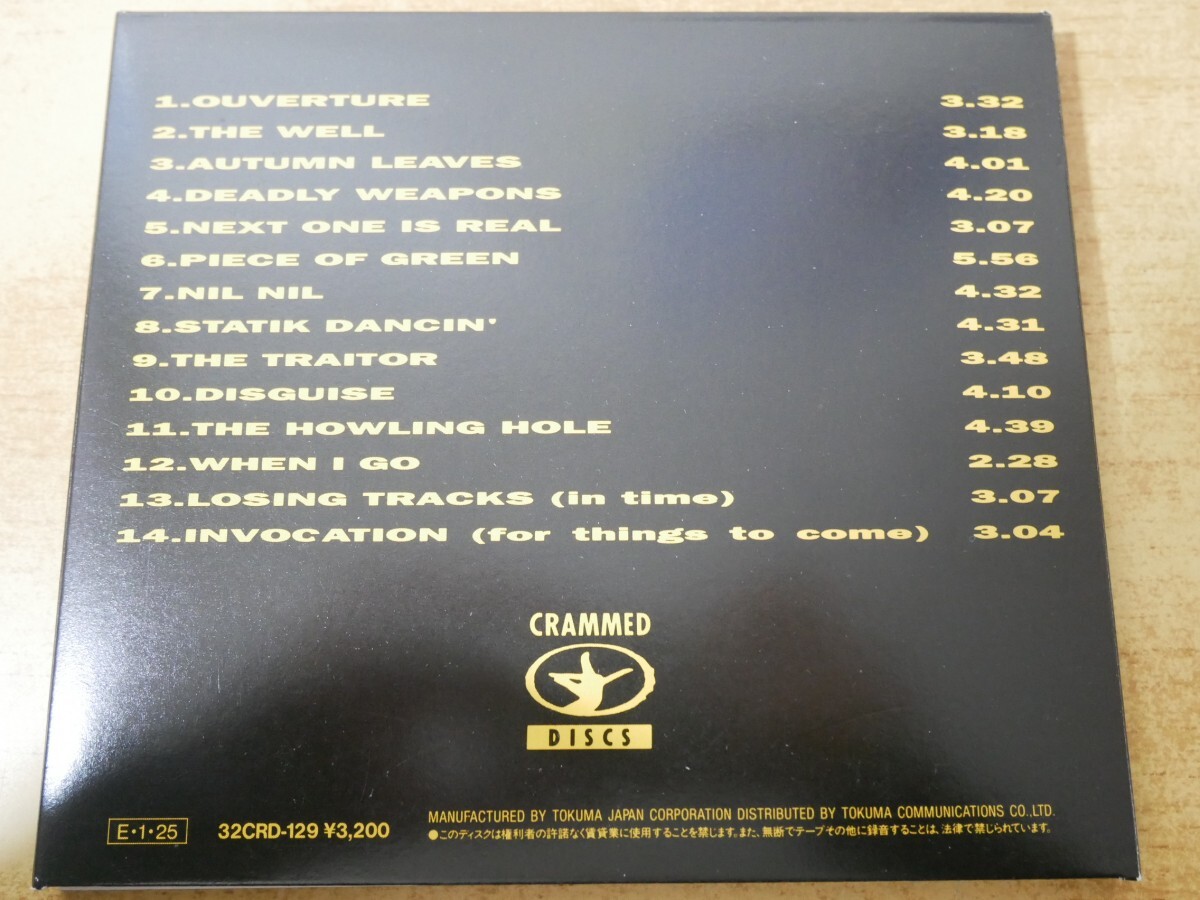 1.OUVERTURE 3.32
2.THE WELL 3.18
3.AUTUMN LEAVES 4.01
4.DEADLY WEAPONS 4.20
5.NEXT ONE IS REAL 3.07
6.PIECE OF GREEN 5.56
7.NIL NIL 4.32
8.STATIK DANCIN' 4.31
9.THE TRAITOR 3.48
10.DISGUISE 4.10
11.THE HOWLING HOLE 4.39
12.WHEN I GO 2.28
13.LOSING TRACKS (in time) 3.07
14.INVOCATION (for things to come) 3.04
CRAMMED
DISCS
E·1·25 32CRD-129 ¥3,200
MANUFACTURED BY TOKUMA JAPAN CORPORATION DISTRIBUTED BY TOKUMA COMMUNICATIONS CO.,LTD.
●このディスクは権利者の許諾なく賃貸業に使用することを禁じます。また、無断でテープその他に録音することは、法律で禁じられています。